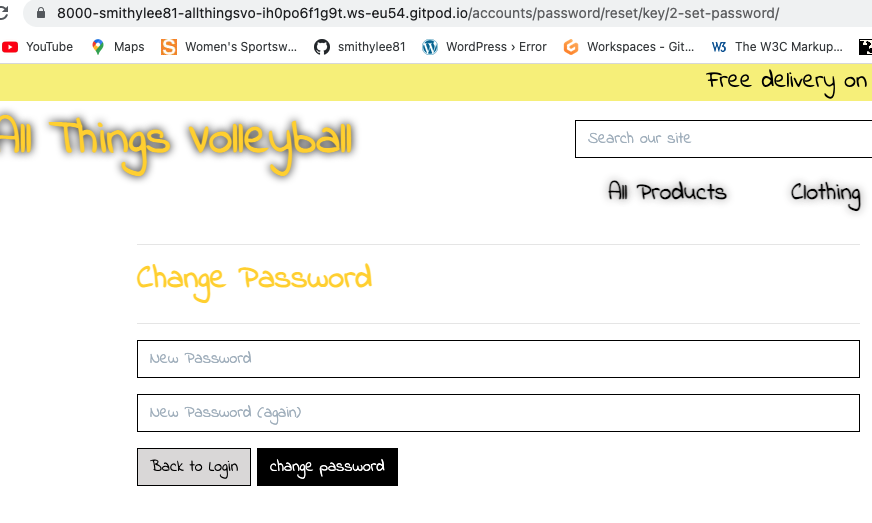 8000-smithylee81-allthingsvo-ih0po6f1g9t.ws-eu54.gitpod.io/accounts/password/reset/key/2-set-password/
YouTube Maps Women's Sportsw... smithylee81 WordPress › Error Workspaces - Git... The W3C Markup...
Free delivery on
All Things Volleyball
Search our site
All Products Clothing
Change Password
New Password
New Password (again)
Back to Login change password